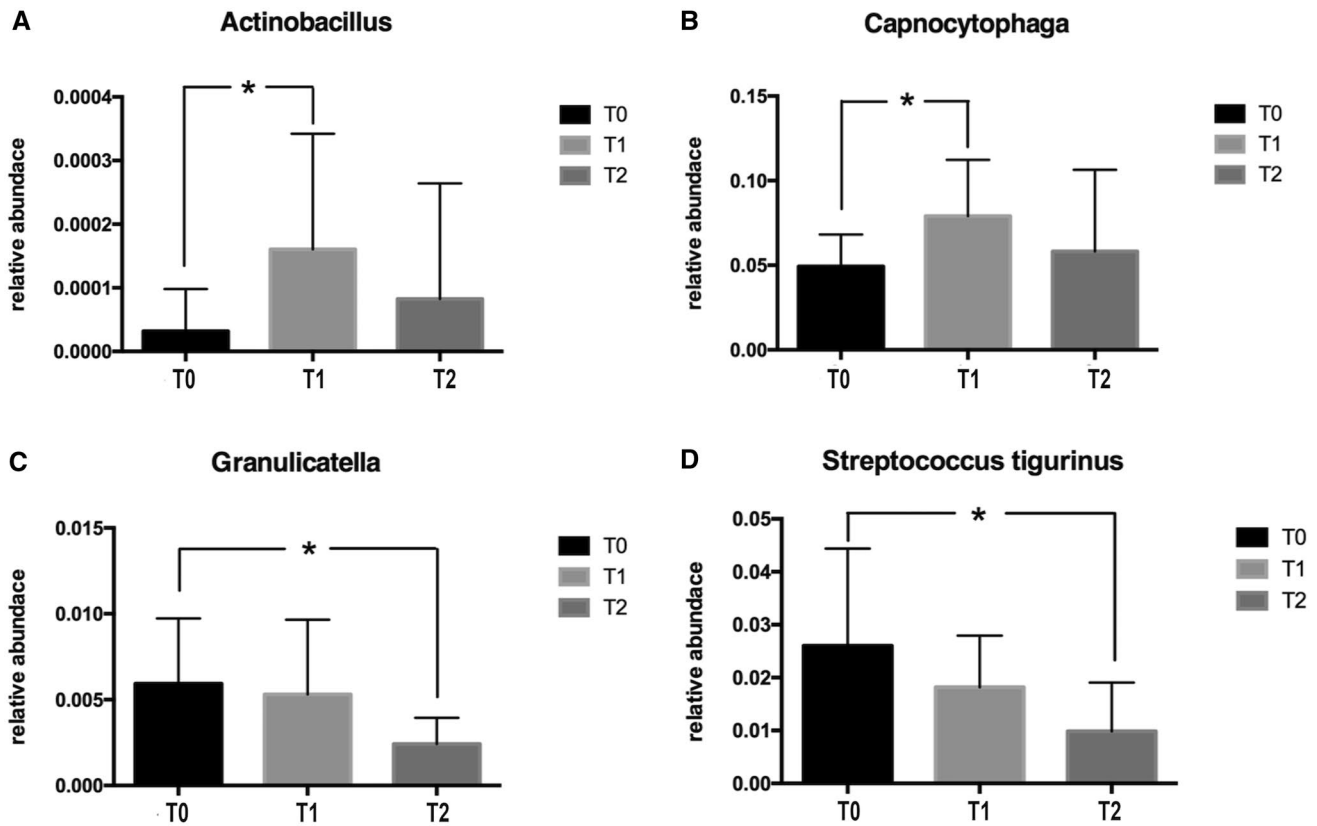 A
Actinobacillus
relative abundace
0.0004
0.0003
0.0002
0.0001
0.0000
*
T0
T1
T2
T0
T1
T2
B
Capnocytophaga
relative abundace
0.15
0.10
0.05
0.00
*
T0
T1
T2
T0
T1
T2
C
Granulicatella
relative abundace
0.015
0.010
0.005
0.000
*
T0
T1
T2
T0
T1
T2
D
Streptococcus tigurinus
relative abundace
0.05
0.04
0.03
0.02
0.01
0.00
*
T0
T1
T2
T0
T1
T2